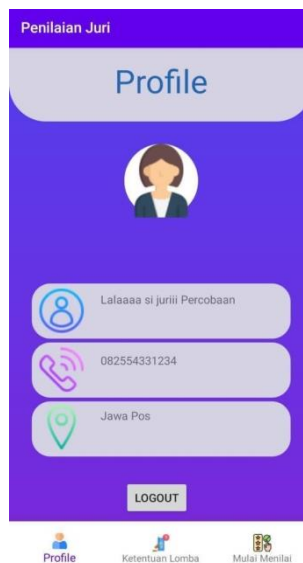 Penilaian Juri
Profile
Lalaaaa si juriii Percobaan
082554331234
Jawa Pos
LOGOUT
Profile
Ketentuan Lomba
Mulai Menilai